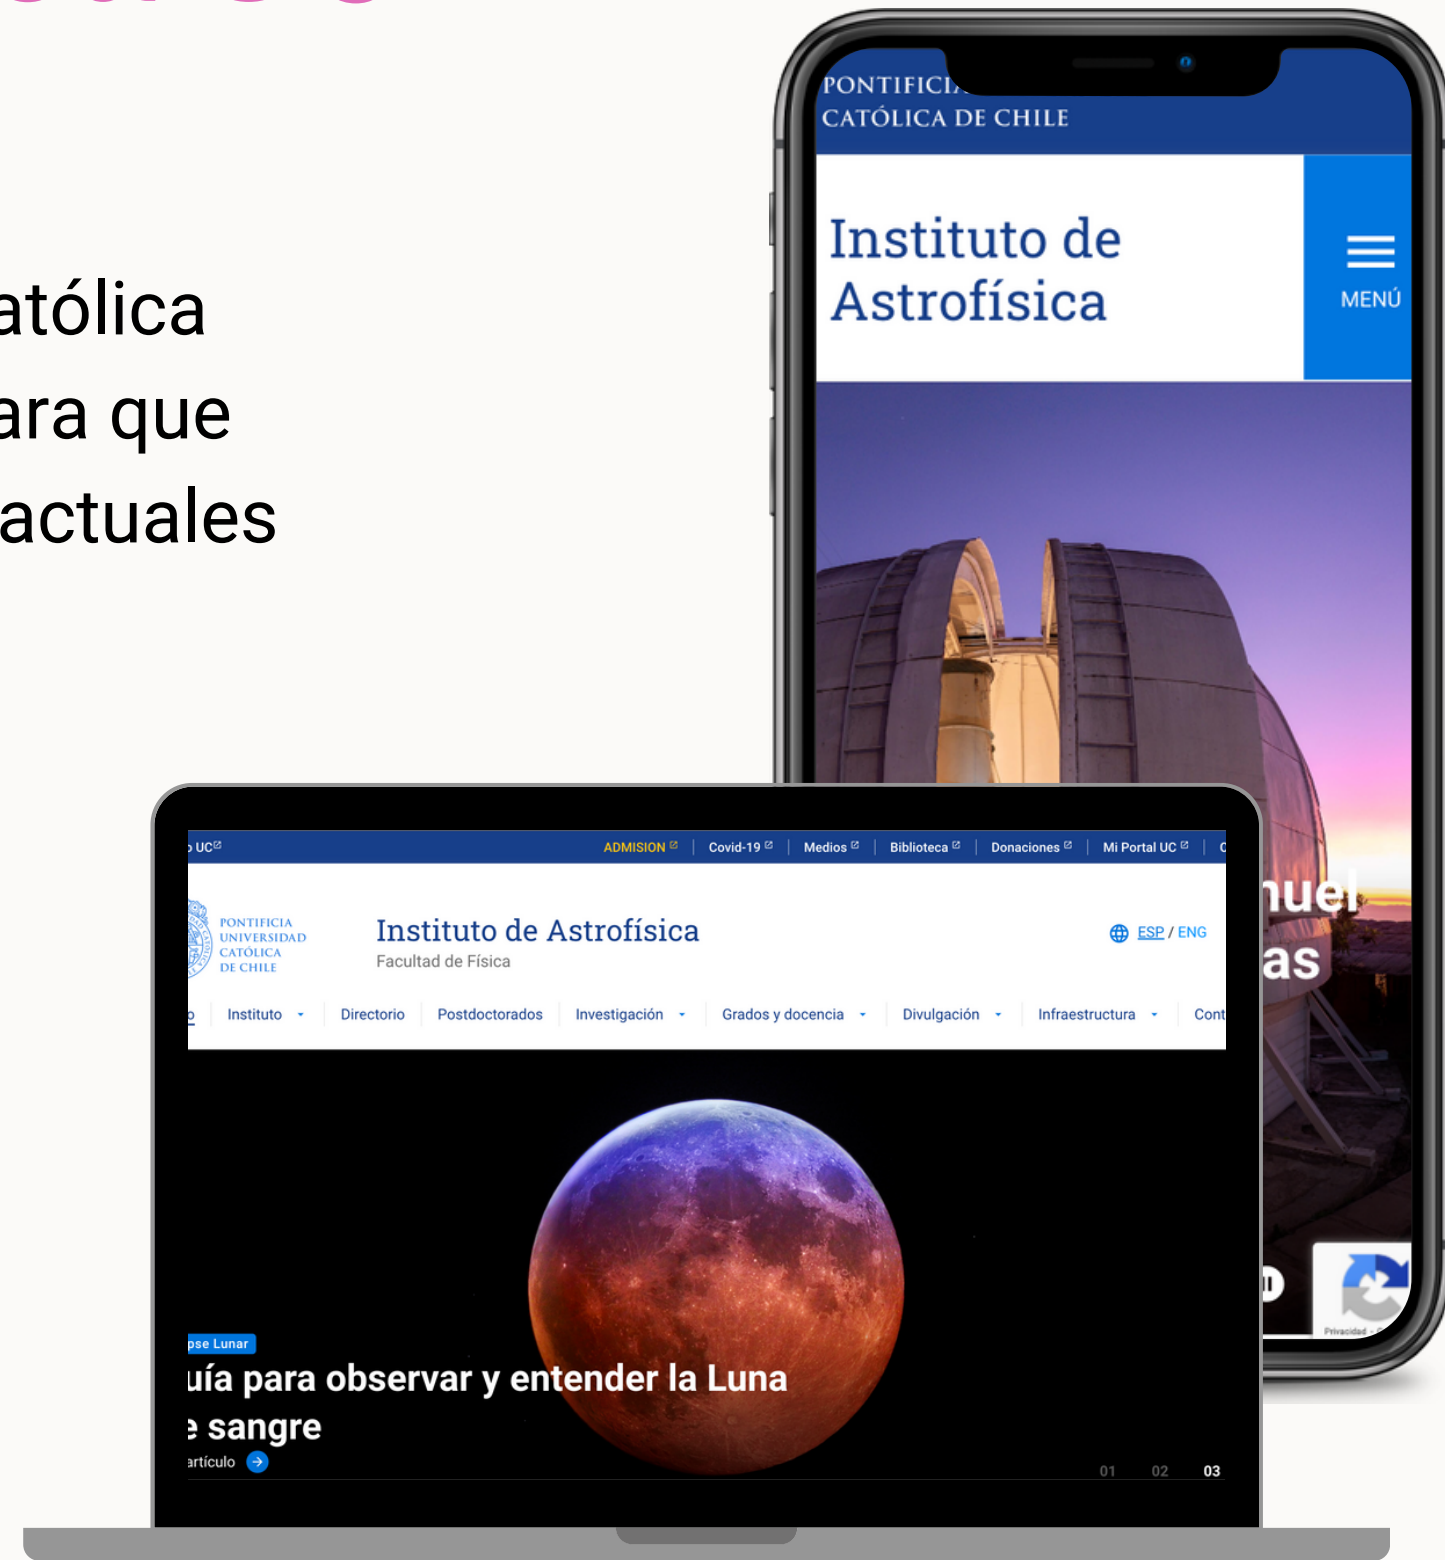 atólica
ara que
actuales
PONTIFICIA
CATÓLICA DE CHILE
Instituto de
Astrofísica
MENÚ
nuel
as
o UC
ADMISION
Covid-19
Medios
Biblioteca
Donaciones
Mi Portal UC
PONTIFICIA
UNIVERSIDAD
CATÓLICA
DE CHILE
Instituto de Astrofísica
Facultad de Física
ESP / ENG
Instituto
Directorio
Postdoctorados
Investigación
Grados y docencia
Divulgación
Infraestructura
Cont
pse Lunar
uía para observar y entender la Luna
e sangre
artículo
01 02 03
Privacidad -